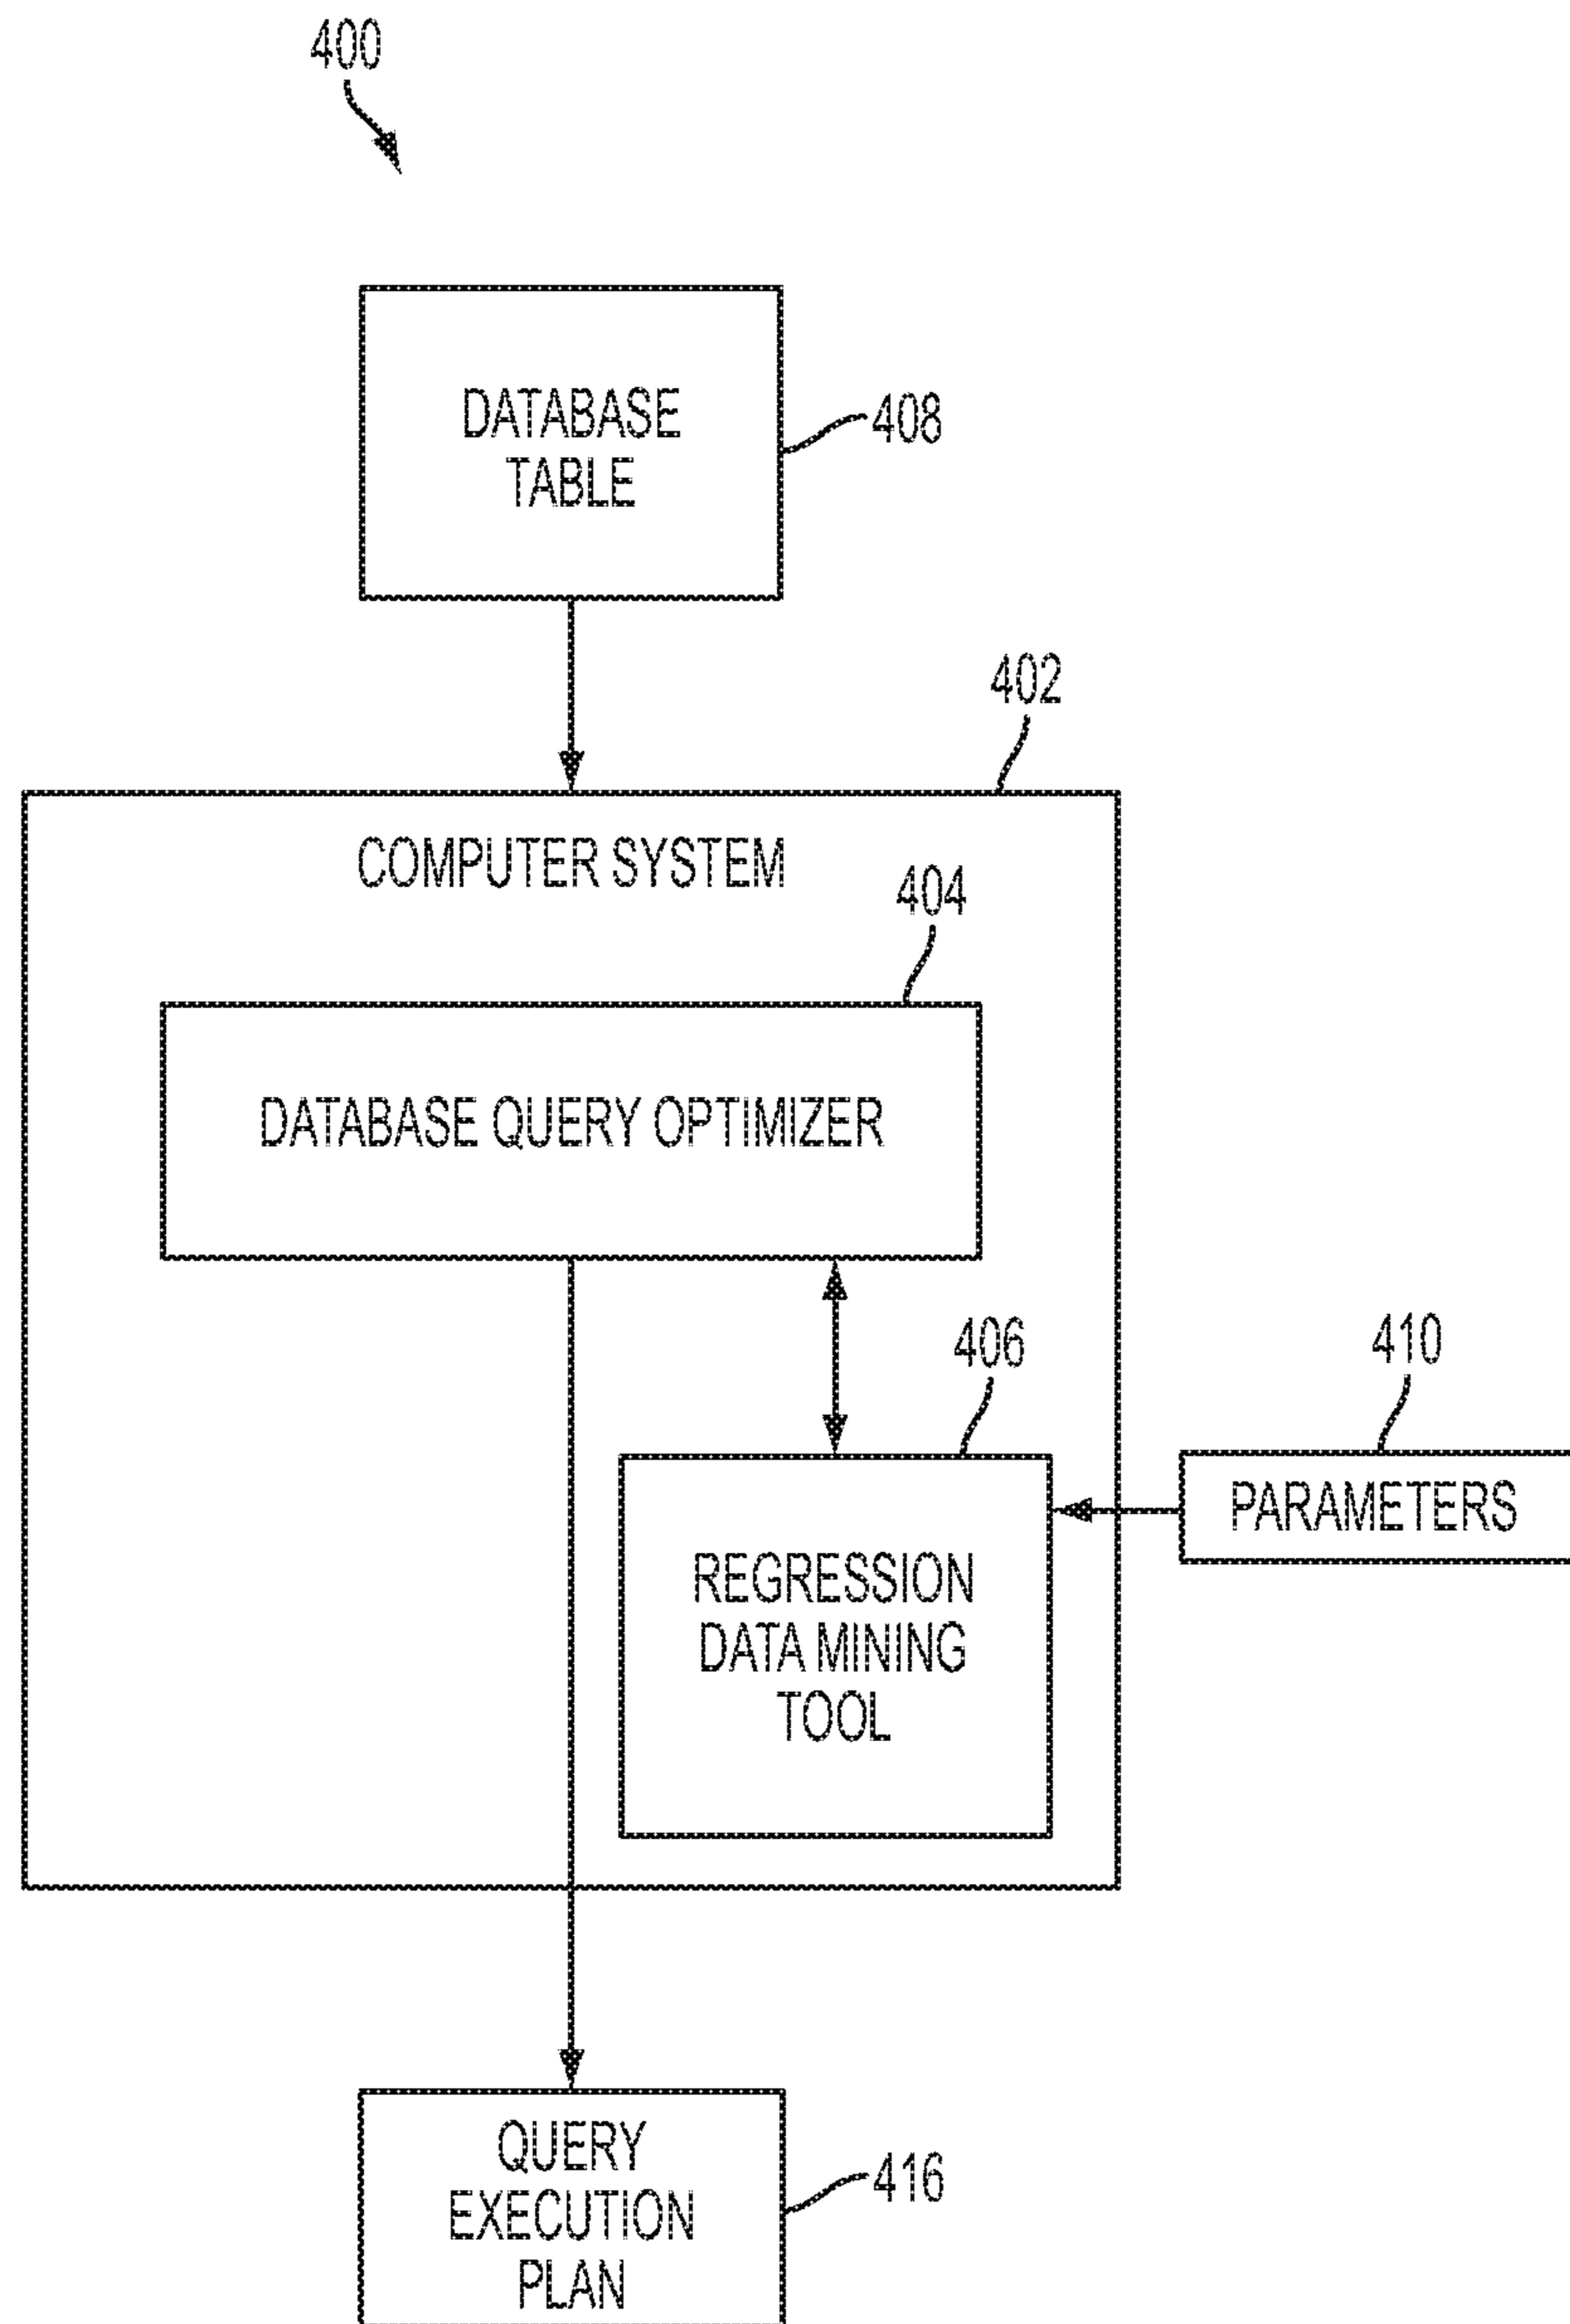 400
DATABASE
TABLE
408
402
COMPUTER SYSTEM
404
DATABASE QUERY OPTIMIZER
406
410
PARAMETERS
REGRESSION
DATA MINING
TOOL
QUERY
EXECUTION
PLAN
416